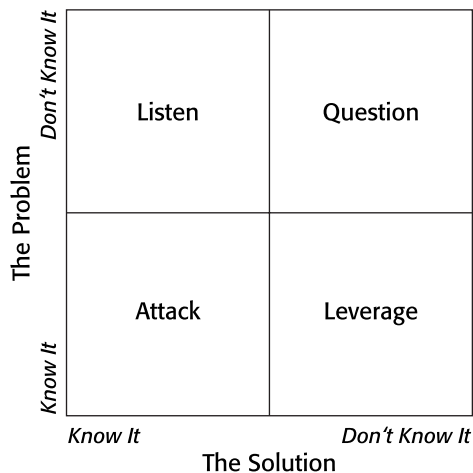 Don't Know It
Listen
Question
The Problem
Attack
Leverage
Know It
Know It
Don't Know It
The Solution